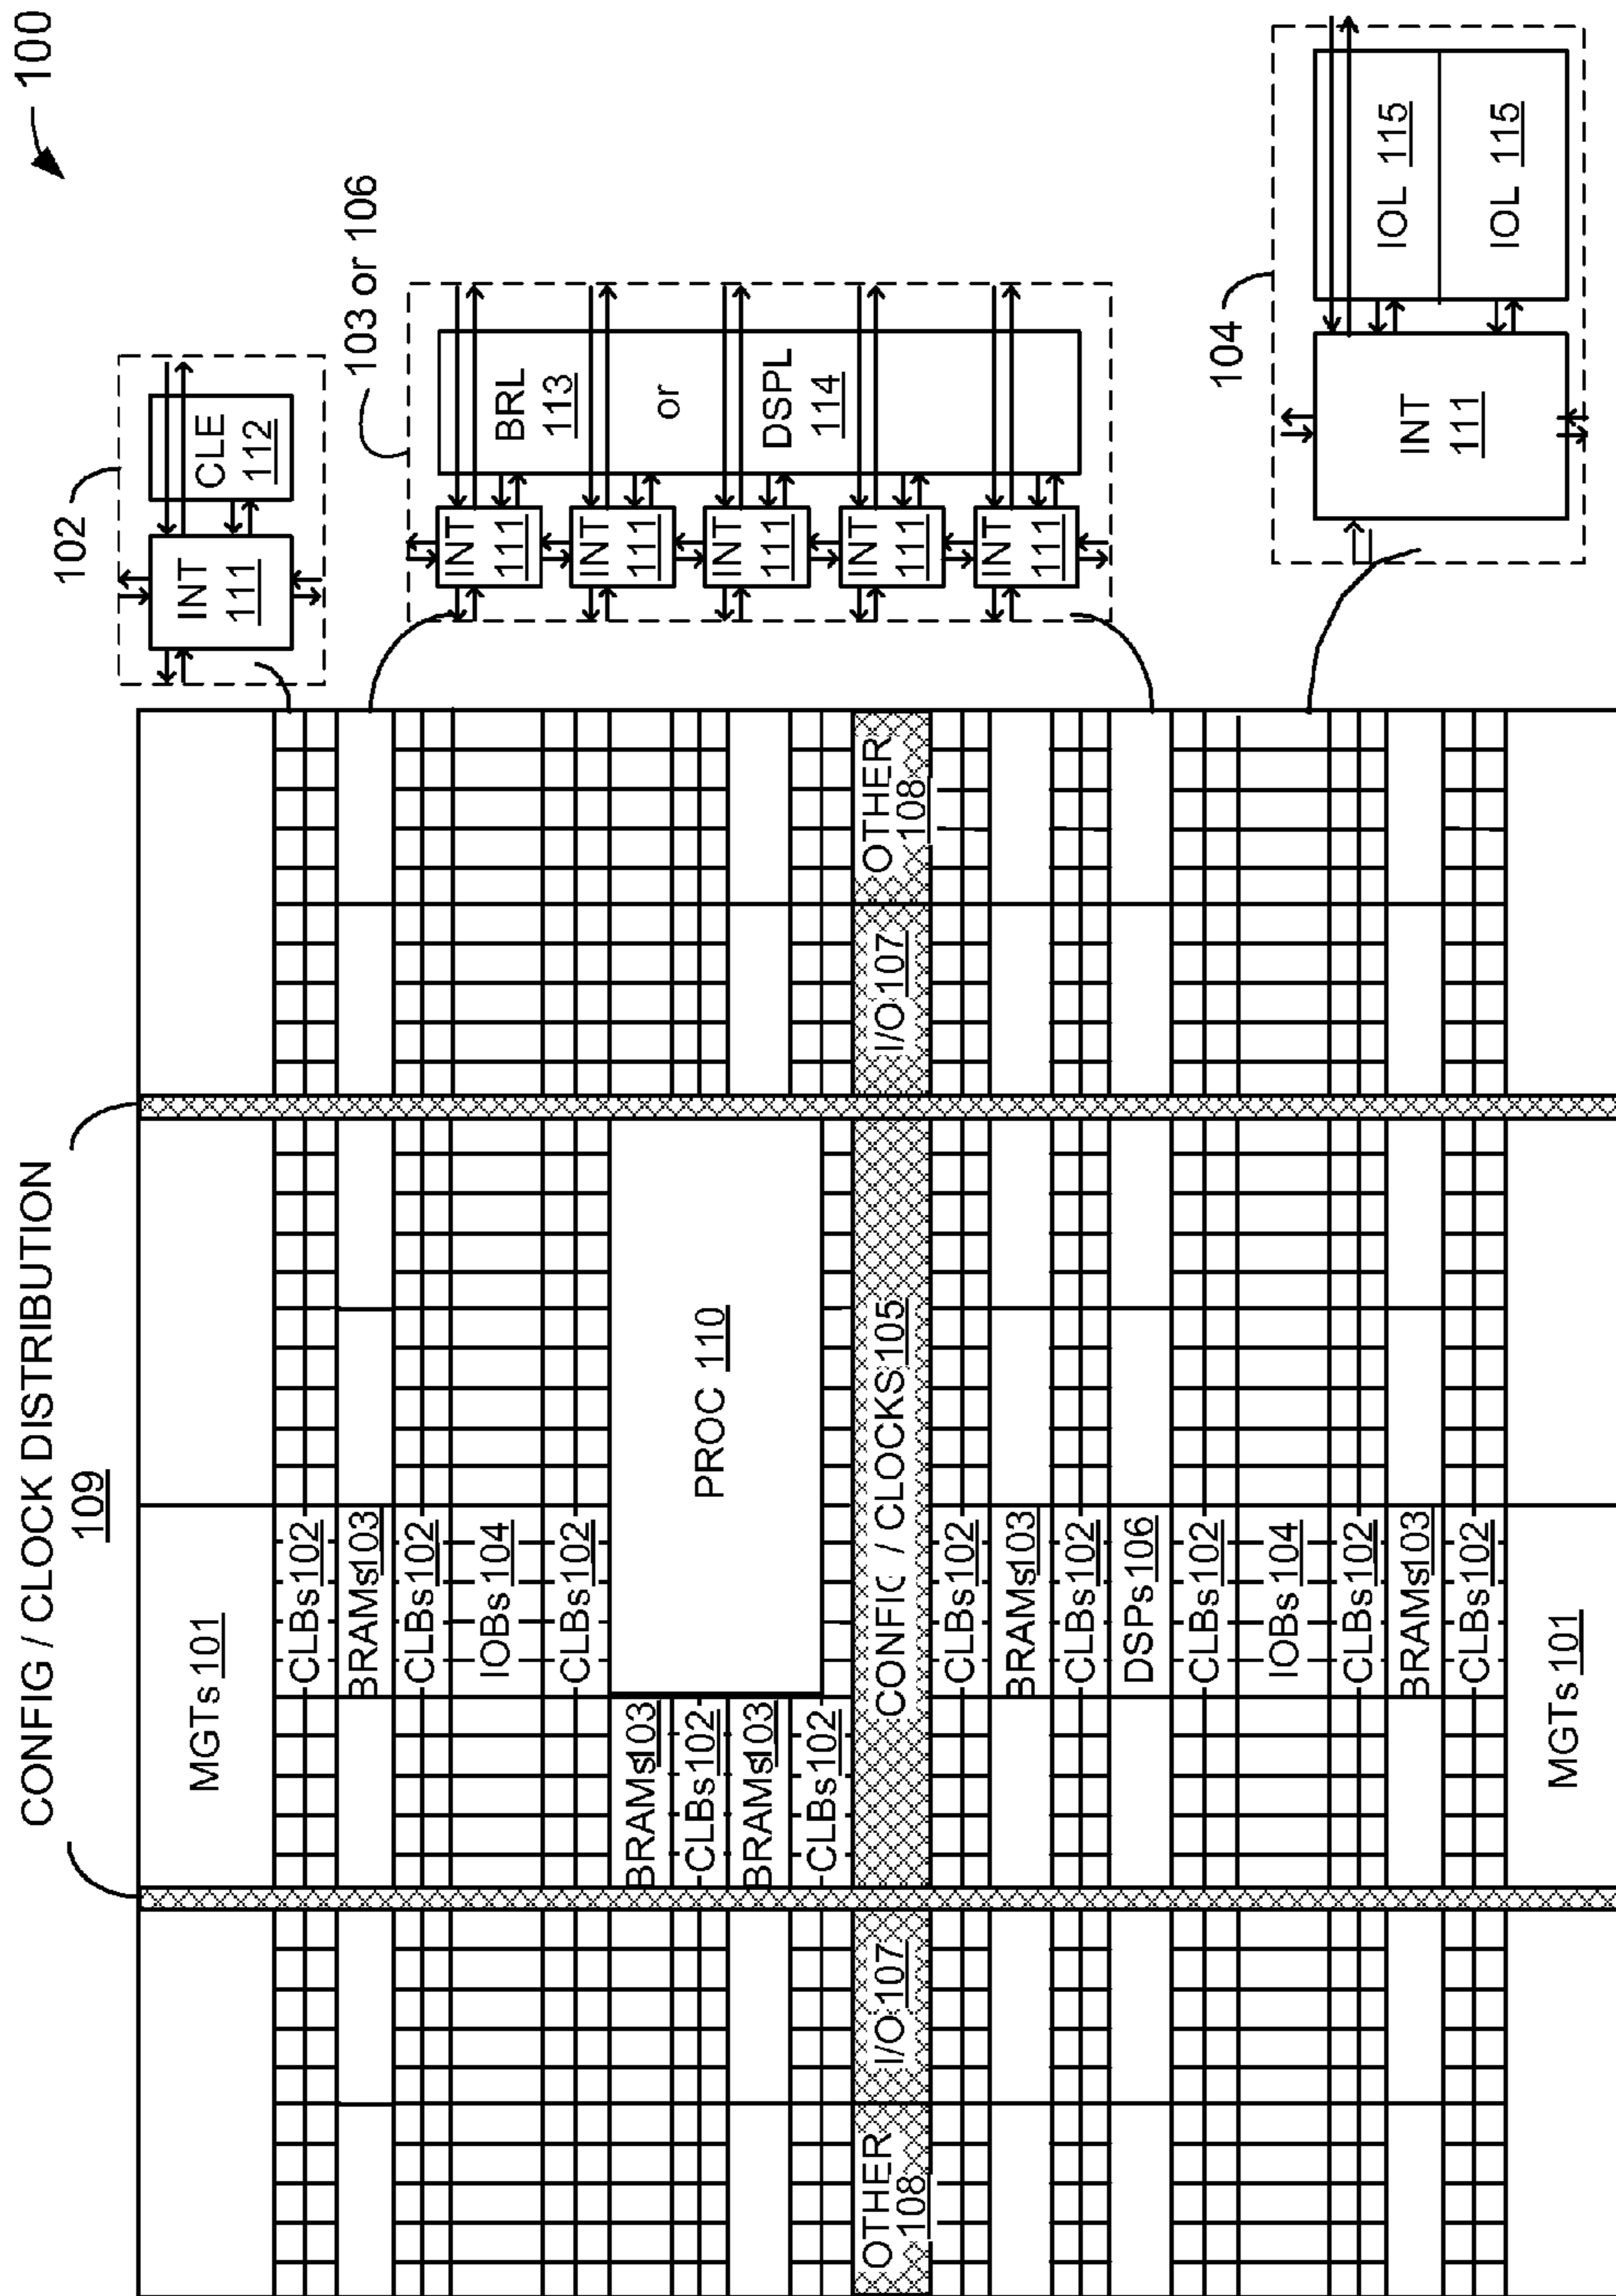 100
CONFIG / CLOCK DISTRIBUTION
109
MGTs 101
CLBs 102
BRAMs 103
CLBs 102
IOBs 104
CLBs 102
BRAMs 103
CLBs 102
BRAMs 103
CLBs 102
PROC 110
OTHER
108
I/O 107
CONFIG / CLOCKS 105
I/O 107
OTHER
108
CLBs 102
BRAMs 103
CLBs 102
DSPs 106
CLBs 102
IOBs 104
CLBs 102
BRAMs 103
CLBs 102
MGTs 101
102
INT
111
CLE
112
103 or 106
INT
111
INT
111
INT
111
INT
111
INT
111
BRL
113
or
DSPL
114
104
INT
111
IOL 115
IOL 115